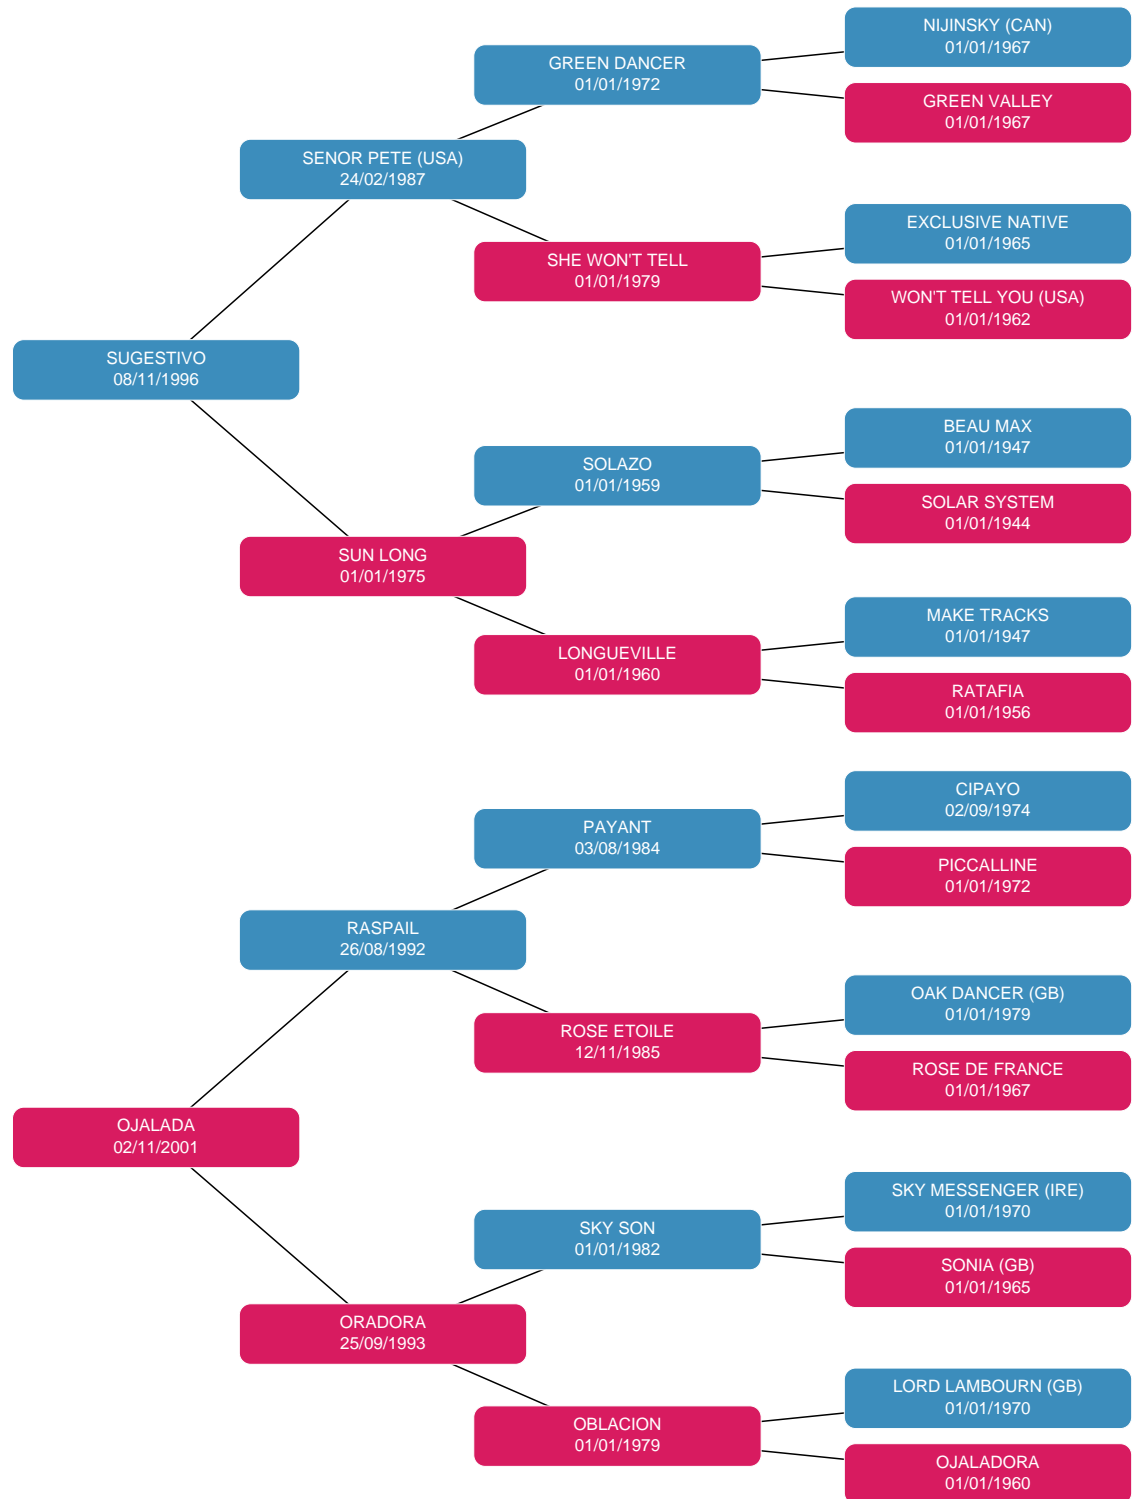 NIJINSKY (CAN)
01/01/1967
GREEN DANCER
01/01/1972
GREEN VALLEY
01/01/1967
SENOR PETE (USA)
24/02/1987
EXCLUSIVE NATIVE
01/01/1965
SHE WON'T TELL
01/01/1979
WON'T TELL YOU (USA)
01/01/1962
SUGESTIVO
08/11/1996
BEAU MAX
01/01/1947
SOLAZO
01/01/1959
SOLAR SYSTEM
01/01/1944
SUN LONG
01/01/1975
MAKE TRACKS
01/01/1947
LONGUEVILLE
01/01/1960
RATAFIA
01/01/1956
CIPAYO
02/09/1974
PAYANT
03/08/1984
PICCALLINE
01/01/1972
RASPAIL
26/08/1992
OAK DANCER (GB)
01/01/1979
ROSE ETOILE
12/11/1985
ROSE DE FRANCE
01/01/1967
OJALADA
02/11/2001
SKY MESSENGER (IRE)
01/01/1970
SKY SON
01/01/1982
SONIA (GB)
01/01/1965
ORADORA
25/09/1993
LORD LAMBOURN (GB)
01/01/1970
OBLACION
01/01/1979
OJALADORA
01/01/1960